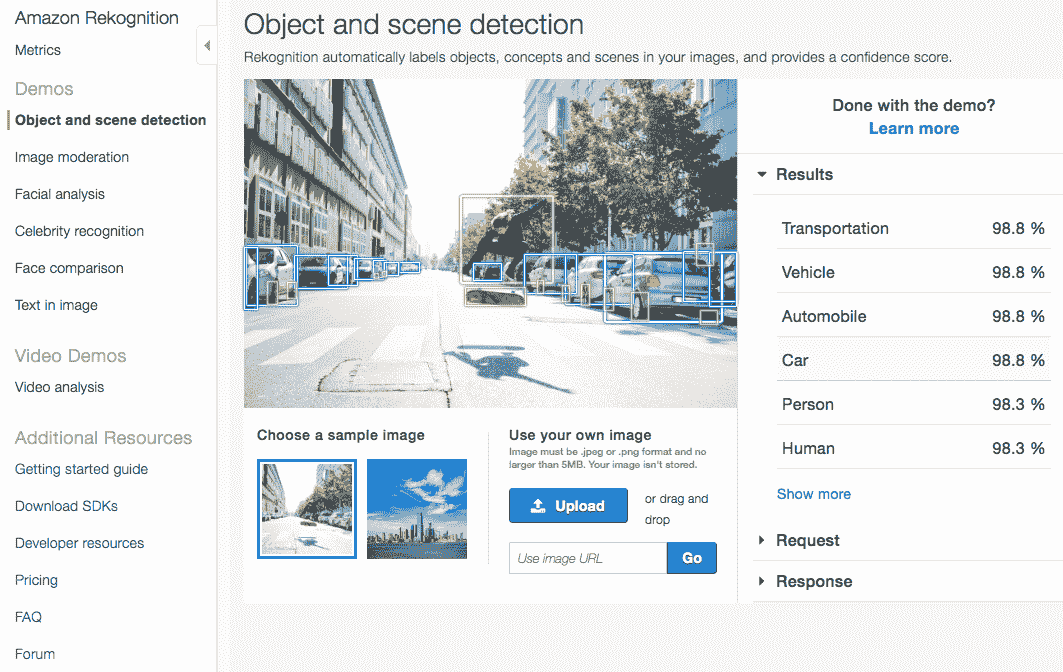 Amazon Rekognition
Metrics
Demos
Object and scene detection
Image moderation
Facial analysis
Celebrity recognition
Face comparison
Text in image
Video Demos
Video analysis
Additional Resources
Getting started guide
Download SDKs
Developer resources
Pricing
FAQ
Forum
Object and scene detection
Rekognition automatically labels objects, concepts and scenes in your images, and provides a confidence score.
Choose a sample image
Use your own image
Image must be .jpeg or .png format and no
larger than 5MB. Your image isn't stored.
Upload
or drag and
drop
Use image URL
Go
Done with the demo?
Learn more
Results
Transportation 98.8 %
Vehicle 98.8 %
Automobile 98.8 %
Car 98.8 %
Person 98.3 %
Human 98.3 %
Show more
Request
Response